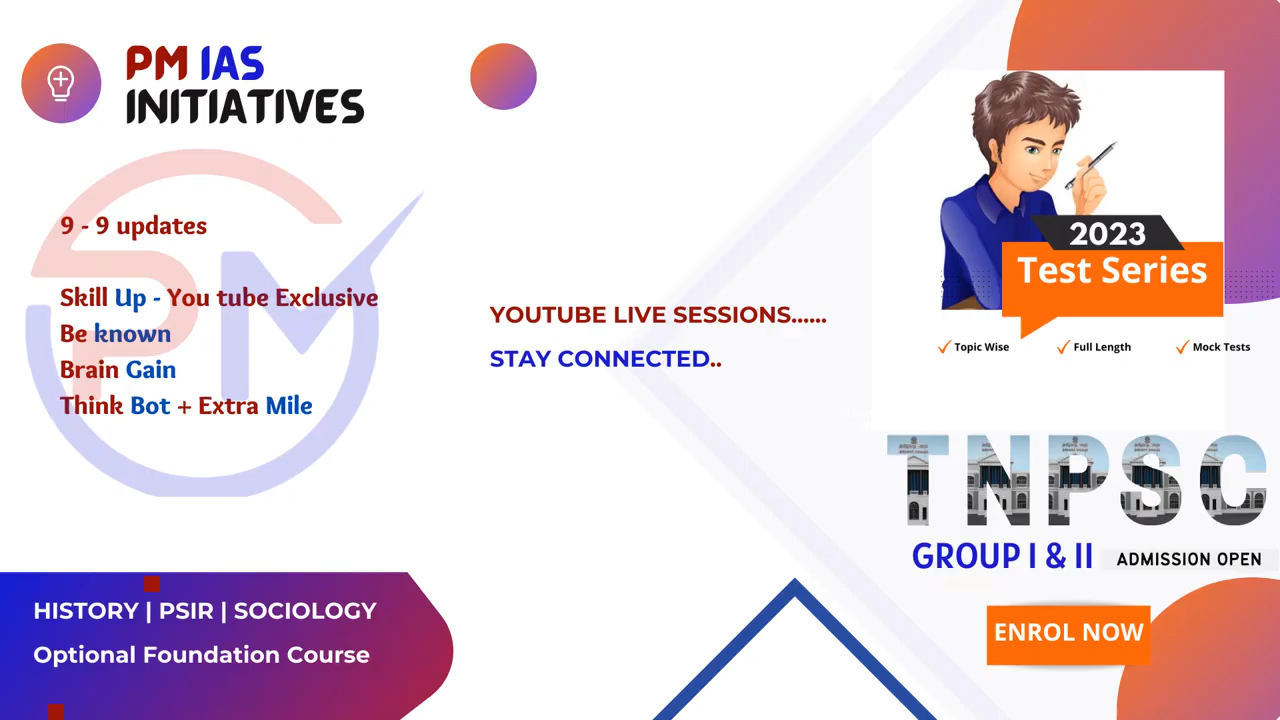 PM IAS
INITIATIVES
9 - 9 updates
Skill Up - You tube Exclusive
Be known
Brain Gain
Think Bot + Extra Mile
HISTORY | PSIR | SOCIOLOGY
Optional Foundation Course
YOUTUBE LIVE SESSIONS......
STAY CONNECTED..
2023
Test Series
Topic Wise
Full Length
Mock Tests
TNPSC
GROUP I & II
ADMISSION OPEN
ENROL NOW
PM